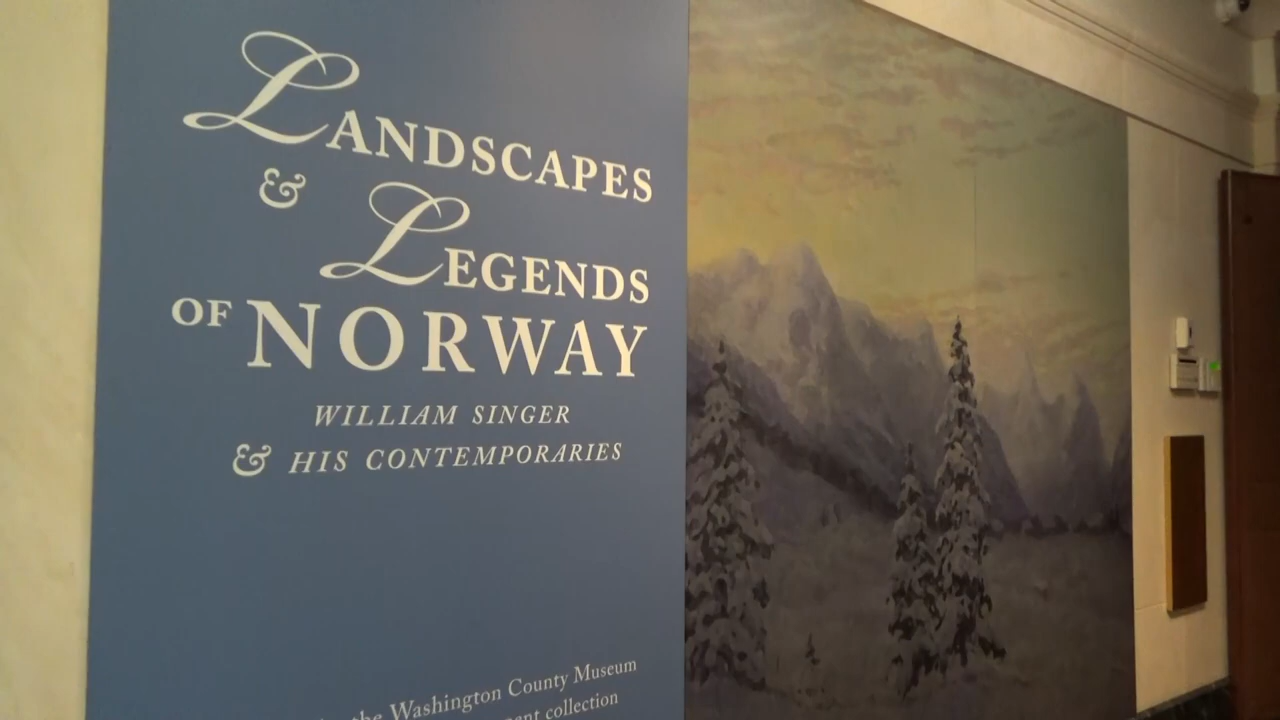 LANDSCAPES
& LEGENDS
OF NORWAY
WILLIAM SINGER
& HIS CONTEMPORARIES
the Washington County Museum
collection